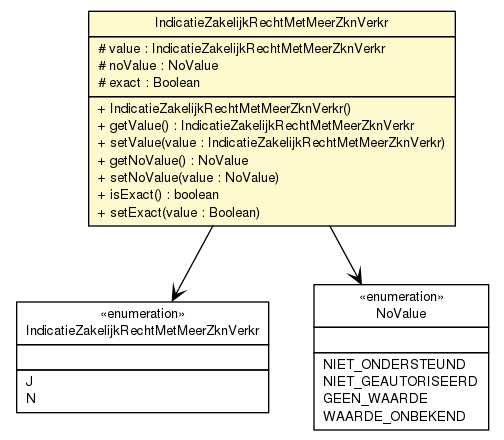 IndicatieZakelijkRechtMetMeerZknVerkr
# value : IndicatieZakelijkRechtMetMeerZknVerkr
# noValue : NoValue
# exact : Boolean
+ IndicatieZakelijkRechtMetMeerZknVerkr()
+ getValue() : IndicatieZakelijkRechtMetMeerZknVerkr
+ setValue(value : IndicatieZakelijkRechtMetMeerZknVerkr)
+ getNoValue() : NoValue
+ setNoValue(value : NoValue)
+ isExact() : boolean
+ setExact(value : Boolean)
«enumeration»
IndicatieZakelijkRechtMetMeerZknVerkr
J
N
«enumeration»
NoValue
NIET_ONDERSTEUND
NIET_GEAUTORISEERD
GEEN_WAARDE
WAARDE_ONBEKEND